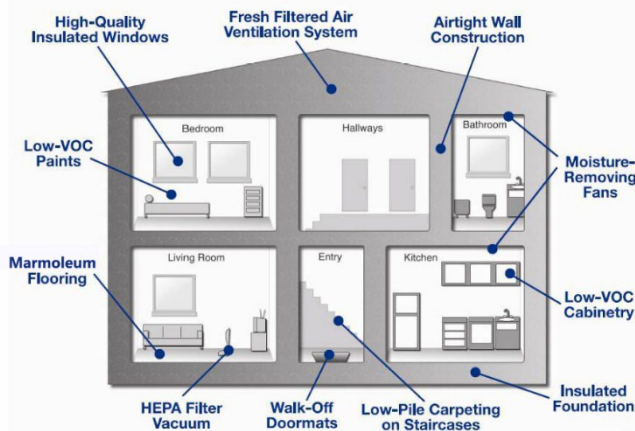 High-Quality
Insulated Windows
Fresh Filtered Air
Ventilation System
Airtight Wall
Construction
Low-VOC
Paints
Bedroom
Hallways
Bathroom
Moisture-
Removing
Fans
Marmoleum
Flooring
Living Room
Entry
Kitchen
Low-VOC
Cabinetry
HEPA Filter
Vacuum
Walk-Off
Doormats
Low-Pile Carpeting
on Staircases
Insulated
Foundation